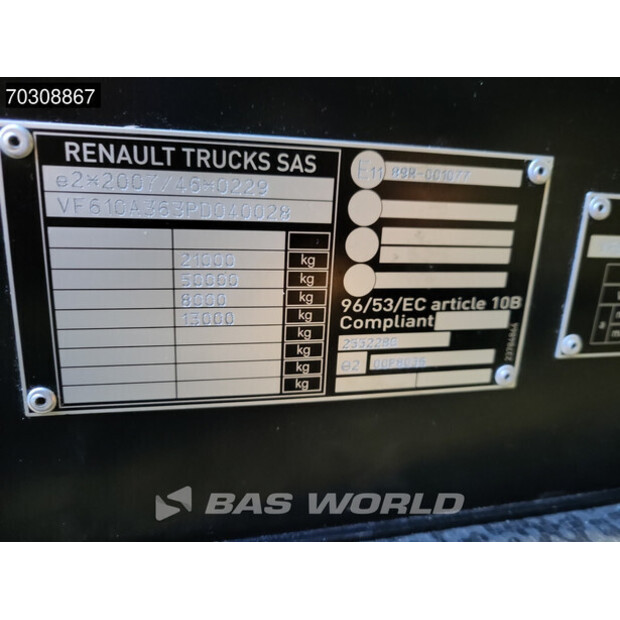 70308867
RENAULT TRUCKS SAS
e2*2007/46*0229
VF610A363PD040028
kg
21000 kg
50000 kg
8000 kg
13000 kg
kg
kg
kg
E11 89R-001077
96/53/EC article 10B
Compliant
e2
BAS WORLD